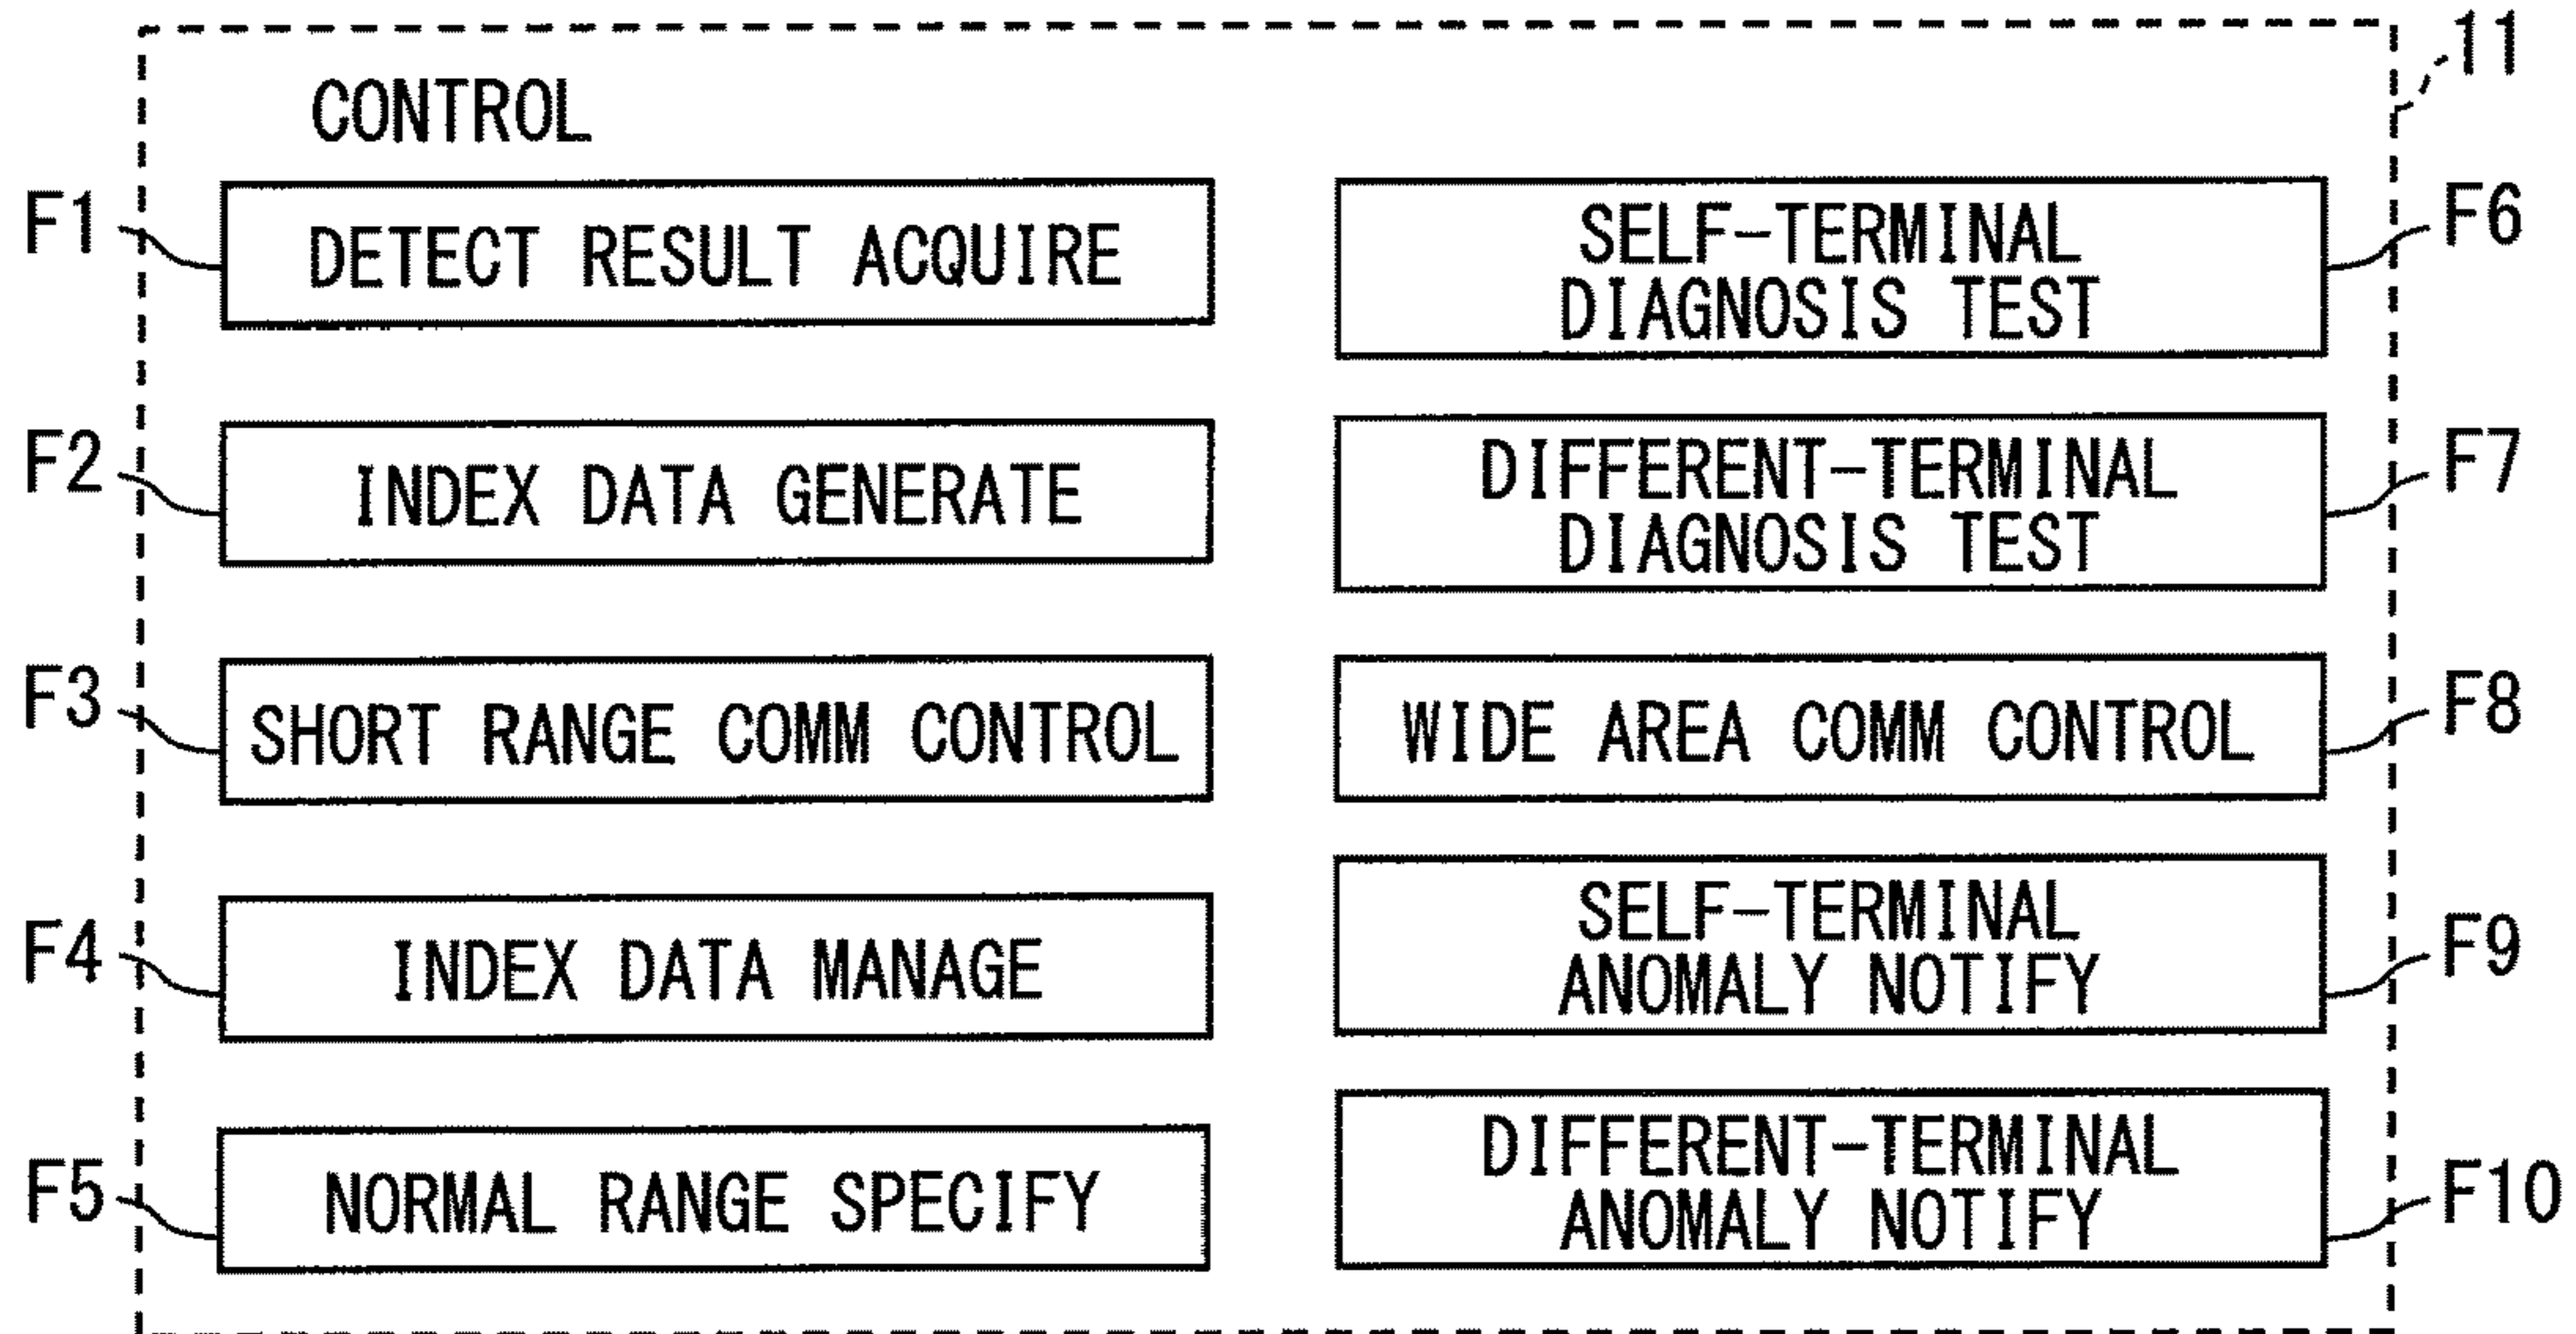 11
CONTROL
F1
DETECT RESULT ACQUIRE
F2
INDEX DATA GENERATE
F3
SHORT RANGE COMM CONTROL
F4
INDEX DATA MANAGE
F5
NORMAL RANGE SPECIFY
SELF-TERMINAL
DIAGNOSIS TEST
F6
DIFFERENT-TERMINAL
DIAGNOSIS TEST
F7
WIDE AREA COMM CONTROL
F8
SELF-TERMINAL
ANOMALY NOTIFY
F9
DIFFERENT-TERMINAL
ANOMALY NOTIFY
F10